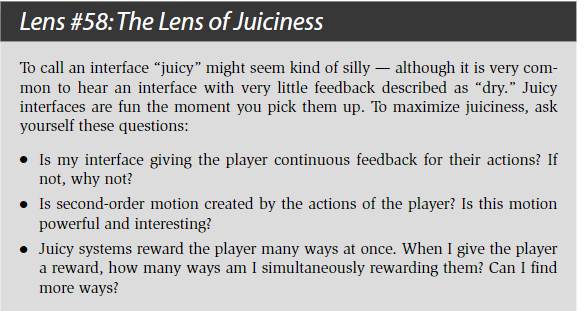 Lens #58: The Lens of Juiciness
To call an interface “juicy” might seem kind of silly — although it is very com-
mon to hear an interface with very little feedback described as “dry.” Juicy
interfaces are fun the moment you pick them up. To maximize juiciness, ask
yourself these questions:
● Is my interface giving the player continuous feedback for their actions? If
not, why not?
● Is second-order motion created by the actions of the player? Is this motion
powerful and interesting?
● Juicy systems reward the player many ways at once. When I give the player
a reward, how many ways am I simultaneously rewarding them? Can I find
more ways?